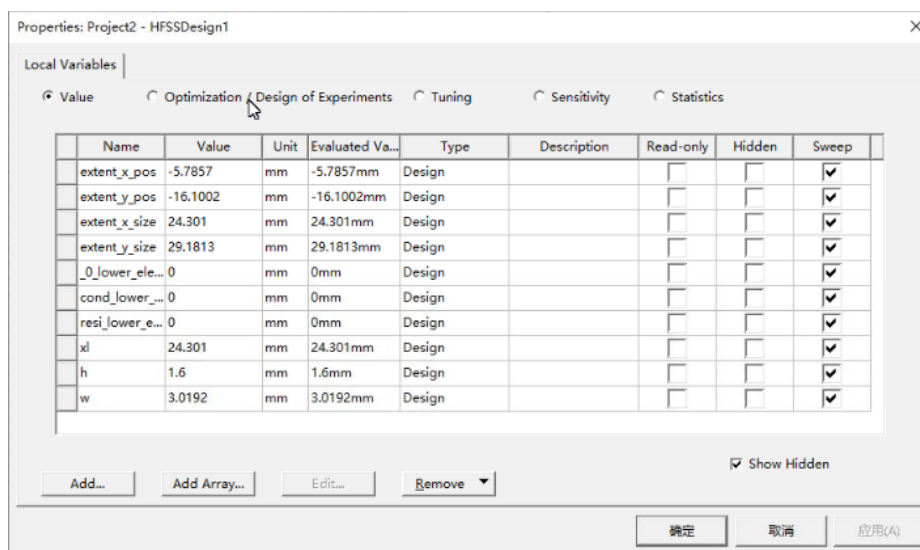 Properties: Project2 - HFSSDesign1
Local Variables
Value Optimization / Design of Experiments Tuning Sensitivity Statistics
Name Value Unit Evaluated Va... Type Description Read-only Hidden Sweep
extent_x_pos -5.7857 mm -5.7857mm Design
extent_y_pos -16.1002 mm -16.1002mm Design
extent_x_size 24.301 mm 24.301mm Design
extent_y_size 29.1813 mm 29.1813mm Design
_0_lower_ele... 0 mm 0mm Design
cond_lower_... 0 mm 0mm Design
resi_lower_e... 0 mm 0mm Design
xl 24.301 mm 24.301mm Design
h 1.6 mm 1.6mm Design
w 3.0192 mm 3.0192mm Design
Show Hidden
Add... Add Array... Edit... Remove
确定 取消 应用(A)